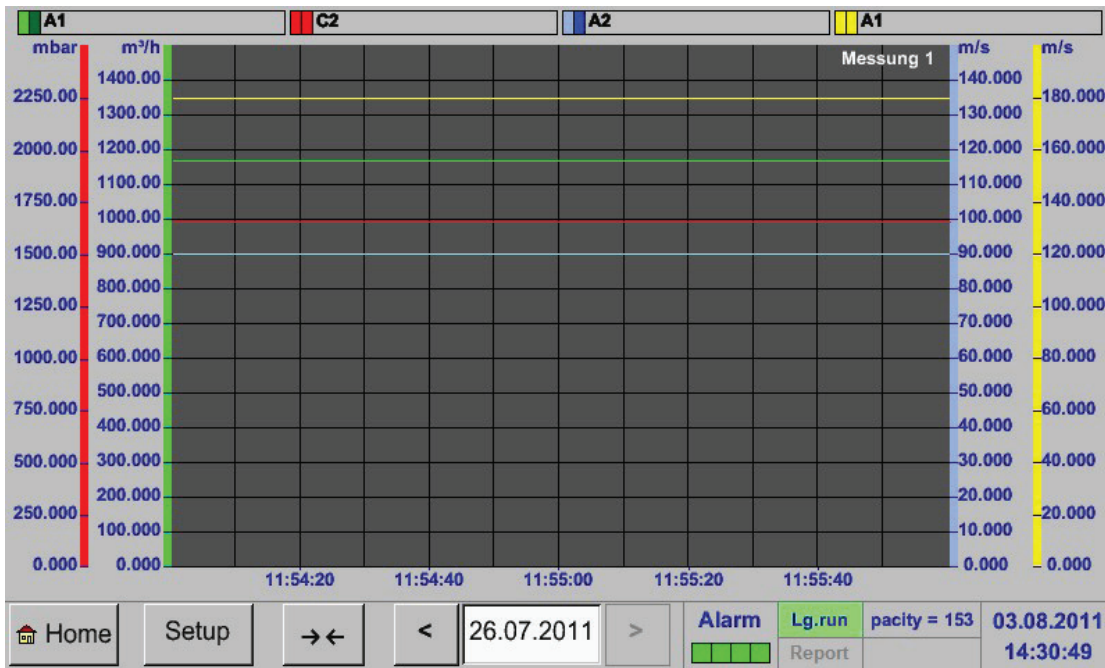 A1 C2 A2 A1
mbar m³/h Messung 1 m/s m/s
1400.00 140.000
2250.00 180.000
1300.00 130.000
2000.00 1200.00 120.000 160.000
1100.00 110.000
1750.00 140.000
1000.00 100.000
1500.00 900.000 90.000 120.000
800.000 80.000
1250.00 100.000
700.000 70.000
1000.00 600.000 60.000 80.000
500.000 50.000
750.000 60.000
400.000 40.000
500.000 300.000 30.000 40.000
200.000 20.000
250.000 20.000
100.000 10.000
0.000 0.000 0.000 0.000
11:54:20 11:54:40 11:55:00 11:55:20 11:55:40
Home Setup →← < 26.07.2011 > Alarm Lg.run pacity = 153 03.08.2011
Report 14:30:49